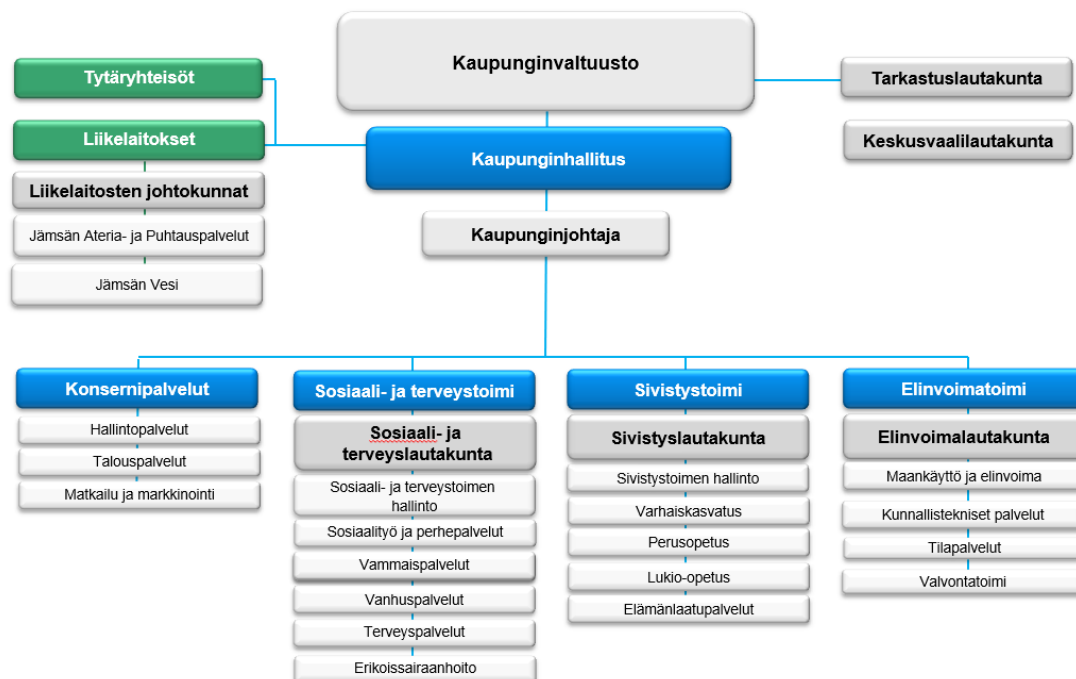 Kaupunginvaltuusto
Tytäryhteisöt
Tarkastuslautakunta
Liikelaitokset
Kaupunginhallitus
Keskusvaalilautakunta
Liikelaitosten johtokunnat
Jämsän Ateria- ja Puhtauspalvelut
Jämsän Vesi
Kaupunginjohtaja
Konsernipalvelut
Hallintopalvelut
Talouspalvelut
Matkailu ja markkinointi
Sosiaali- ja terveystoimi
Sosiaali- ja
terveyslautakunta
Sosiaali- ja terveystoimen
hallinto
Sosiaalityö ja perhepalvelut
Vammaispalvelut
Vanhuspalvelut
Terveyspalvelut
Erikoissairaanhoito
Sivistystoimi
Sivistyslautakunta
Sivistystoimen hallinto
Varhaiskasvatus
Perusopetus
Lukio-opetus
Elämänlaatupalvelut
Elinvoimatoimi
Elinvoimalautakunta
Maankäyttö ja elinvoima
Kunnallistekniset palvelut
Tilapalvelut
Valvontatoimi